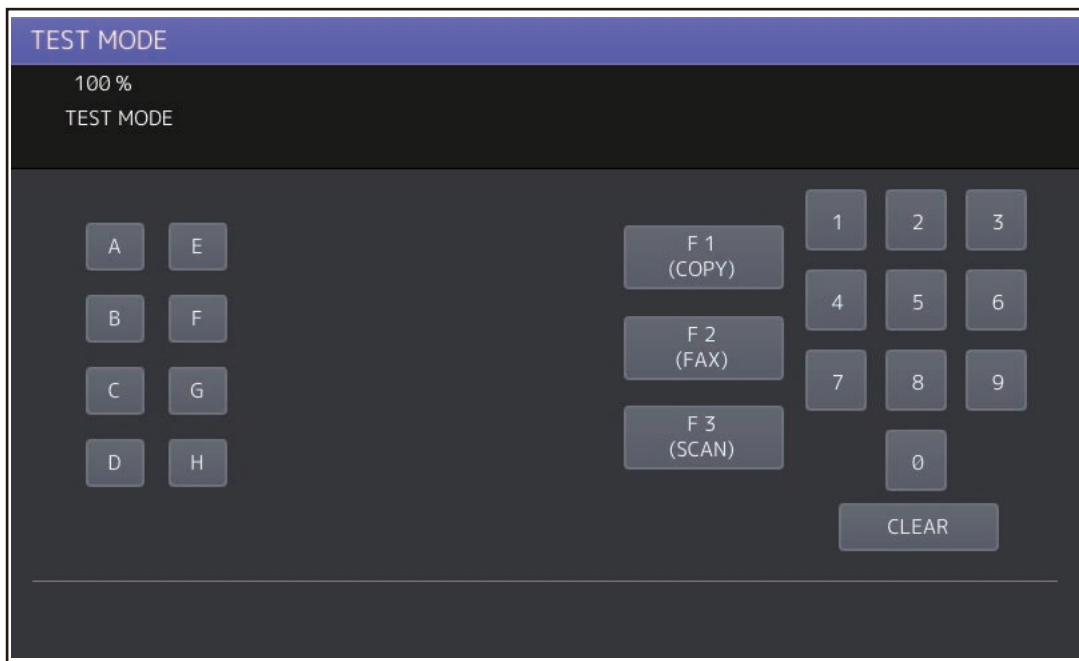 TEST MODE
100 %
TEST MODE
A E
B F
C G
D H
F 1
(COPY)
F 2
(FAX)
F 3
(SCAN)
1 2 3
4 5 6
7 8 9
0
CLEAR